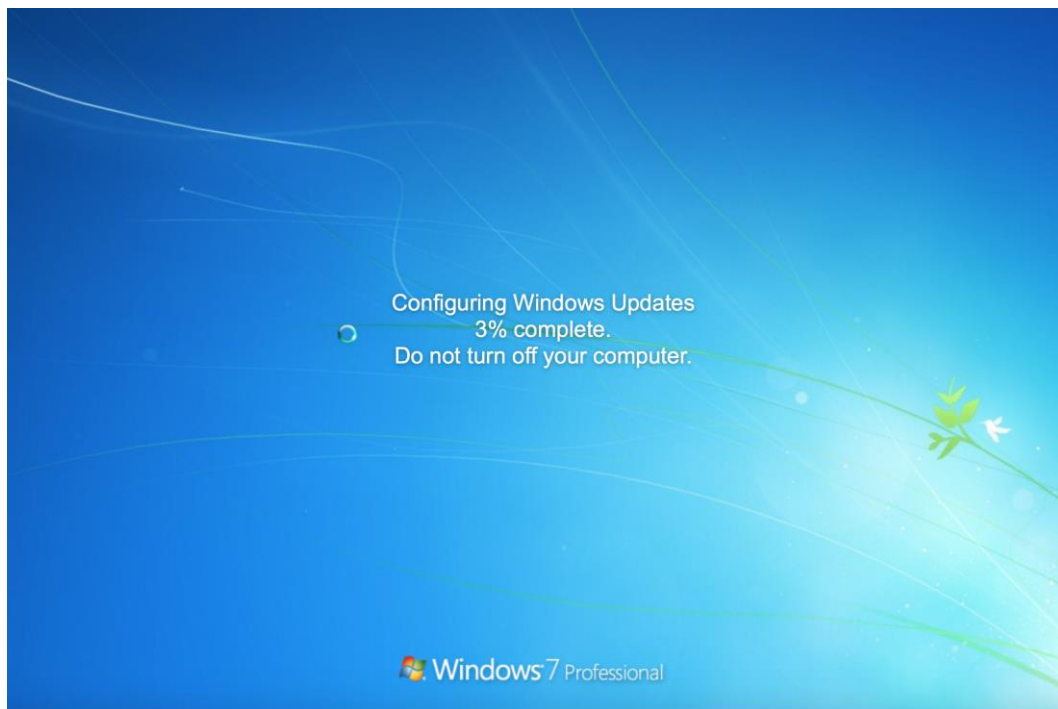 Configuring Windows Updates
3% complete.
Do not turn off your computer.
Windows 7 Professional